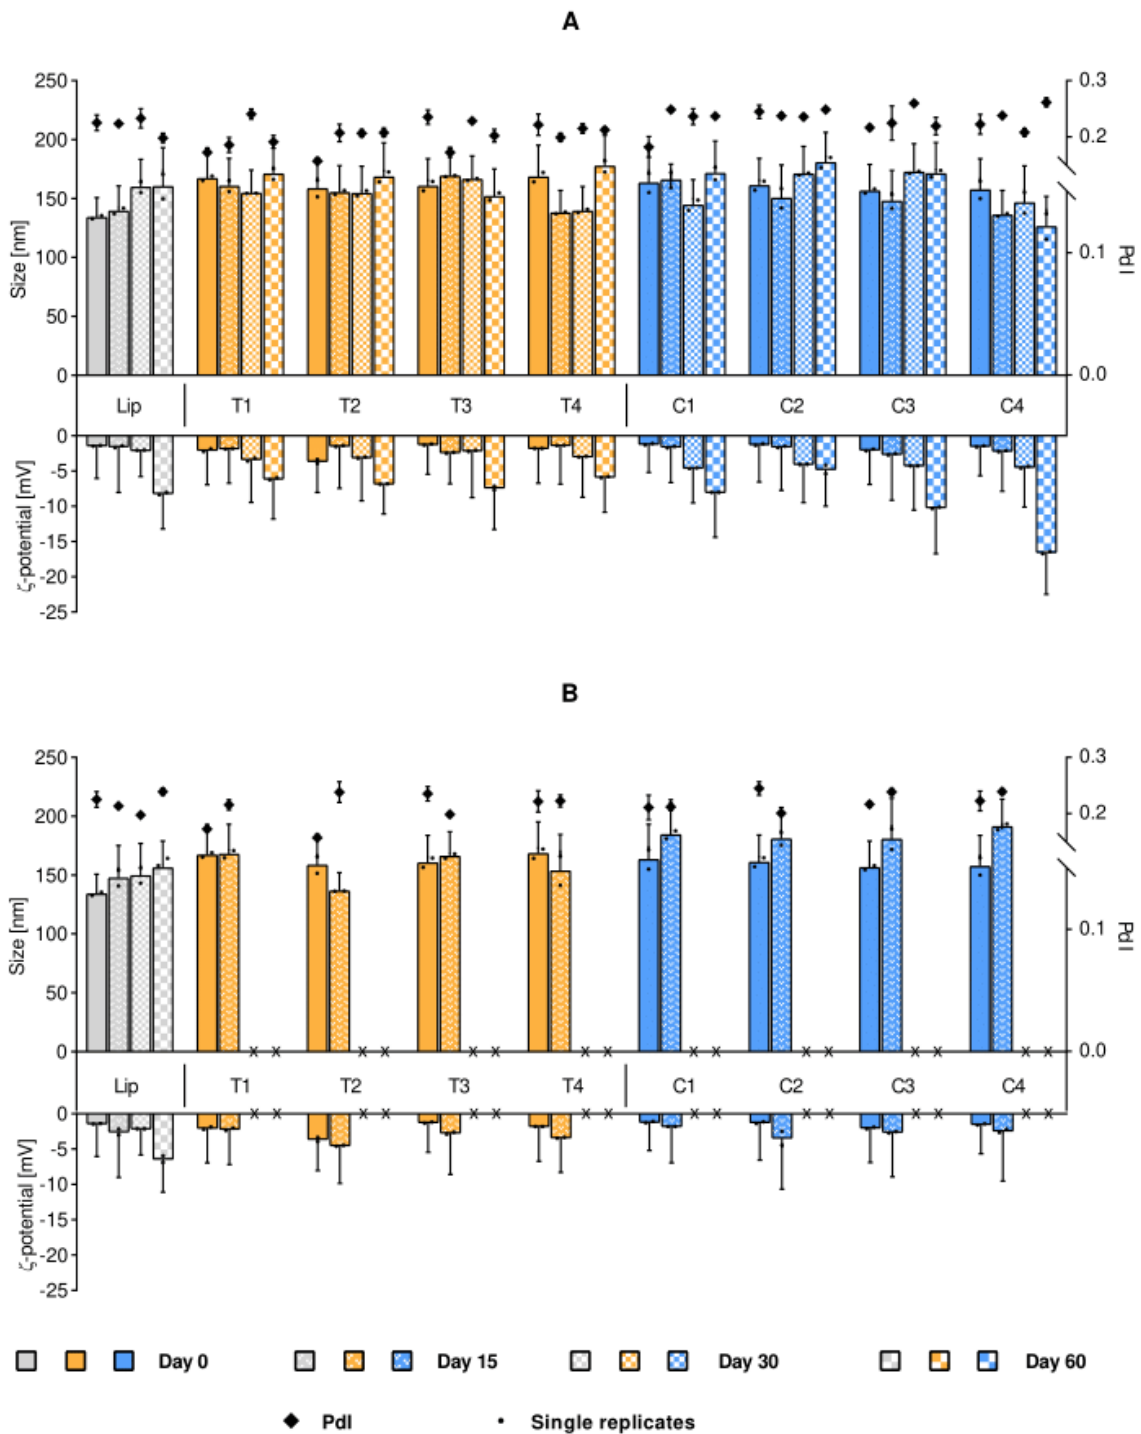 A
250
200
150
100
50
0
Size [nm]
0.3
0.2
0.1
0.0
PdI
Lip T1 T2 T3 T4 C1 C2 C3 C4
0
-5
-10
-15
-20
-25
ζ-potential [mV]
B
250
200
150
100
50
0
Size [nm]
0.3
0.2
0.1
0.0
PdI
x x x x x x x x x x x x x x x x
Lip T1 T2 T3 T4 C1 C2 C3 C4
x x x x x x x x x x x x x x x x
0
-5
-10
-15
-20
-25
ζ-potential [mV]
Day 0 Day 15 Day 30 Day 60
PdI Single replicates